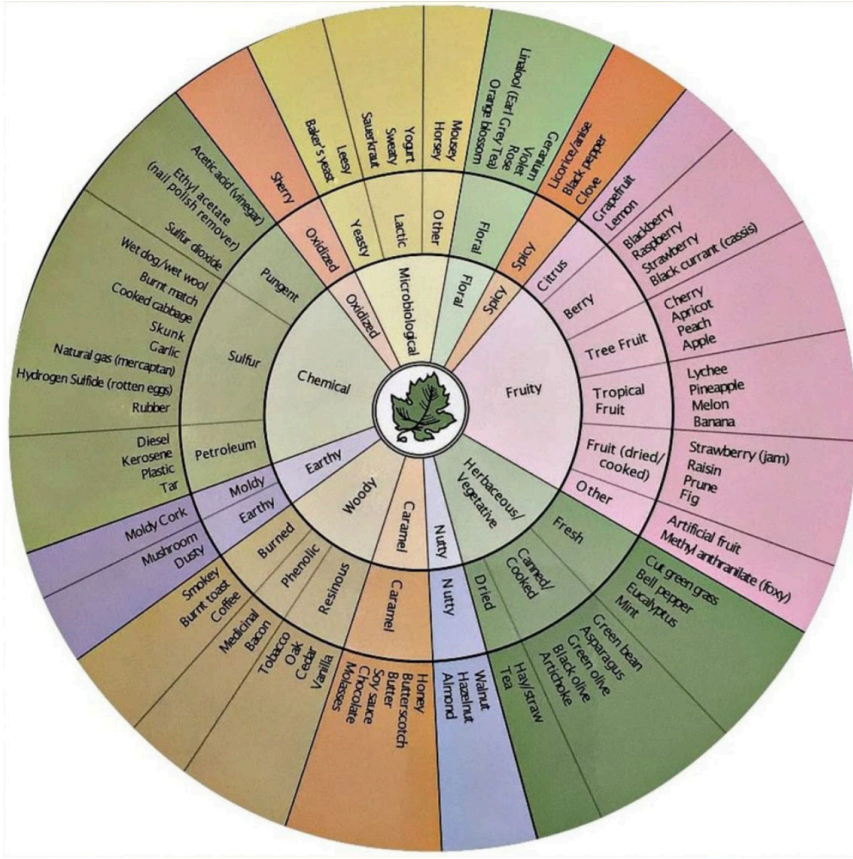 Fruity
Citrus
Grapefruit
Lemon
Berry
Blackberry
Raspberry
Strawberry
Black currant (cassis)
Tree Fruit
Cherry
Apricot
Peach
Apple
Tropical
Fruit
Lychee
Pineapple
Melon
Banana
Fruit (dried/
cooked)
Strawberry (jam)
Raisin
Prune
Fig
Other
Artificial fruit
Methyl anthranilate (foxy)
Herbaceous/
Vegetative
Fresh
Cut green grass
Bell pepper
Eucalyptus
Mint
Canned/
Cooked
Green bean
Asparagus
Green olive
Black olive
Artichoke
Dried
Hay/straw
Tea
Nutty
Nutty
Walnut
Hazelnut
Almond
Caramel
Caramel
Honey
Butterscotch
Butter
Soy sauce
Chocolate
Molasses
Woody
Resinous
Vanilla
Cedar
Oak
Tobacco
Phenolic
Bacon
Medicinal
Burned
Coffee
Burnt toast
Smokey
Earthy
Earthy
Dusty
Mushroom
Moldy
Moldy Cork
Chemical
Petroleum
Tar
Plastic
Kerosene
Diesel
Sulfur
Rubber
Hydrogen Sulfide (rotten eggs)
Natural gas (mercaptan)
Garlic
Skunk
Cooked cabbage
Burnt match
Wet dog/wet wool
Sulfur dioxide
Pungent
Ethyl acetate
(nail polish remover)
Acetic acid (vinegar)
Oxidized
Oxidized
Sherry
Microbiological
Yeasty
Baker's yeast
Leesy
Lactic
Sauerkraut
Sweaty
Yogurt
Other
Horsey
Mousey
Floral
Floral
Orange blossom
Linalool (Earl Grey Tea)
Rose
Violet
Geranium
Spicy
Spicy
Licorice/anise
Black pepper
Clove